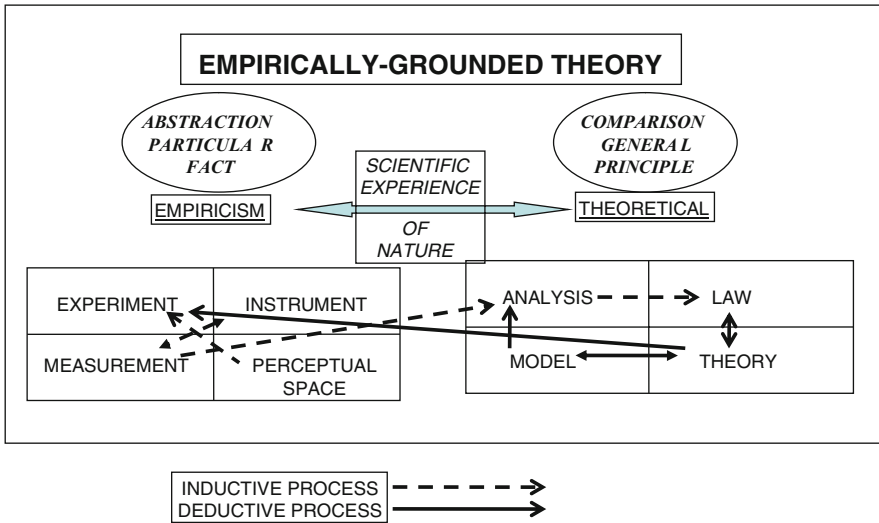 EMPIRICALLY-GROUNDED THEORY
ABSTRACTION
PARTICULA R
FACT
COMPARISON
GENERAL
PRINCIPLE
SCIENTIFIC
EXPERIENCE
OF
NATURE
EMPIRICISM
THEORETICAL
EXPERIMENT
INSTRUMENT
MEASUREMENT
PERCEPTUAL
SPACE
ANALYSIS
LAW
MODEL
THEORY
INDUCTIVE PROCESS
DEDUCTIVE PROCESS